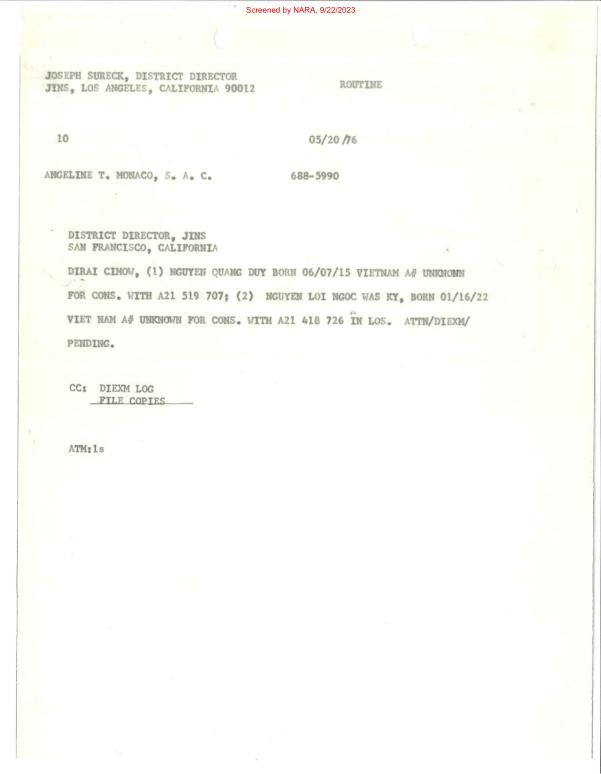 Screened by NARA, 9/22/2023
JOSEPH SURECK, DISTRICT DIRECTOR
JINS, LOS ANGELES, CALIFORNIA 90012
ROUTINE
10
05/20/76
ANGELINE T. MONACO, S. A. C.
688-5990
DISTRICT DIRECTOR, JINS
SAN FRANCISCO, CALIFORNIA
DIRAI CIMOW, (1) NGUYEN QUANG DUY BORN 06/07/15 VIETNAM A# UNKNOWN
FOR CONS. WITH A21 519 707; (2) NGUYEN LOI NGOC WAS KY, BORN 01/16/22
VIET NAM A# UNKNOWN FOR CONS. WITH A21 418 726 IN LOS. ATTN/DIEXM/
PENDING.
CC: DIEXM LOG
FILE COPIES
ATM:ls